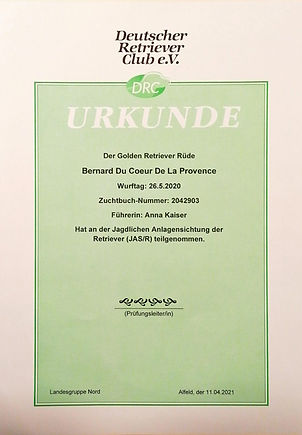 Deutscher
Retriever
Club e.V.
DRC
URKUNDE
Der Golden Retriever Rüde
Bernard Du Coeur De La Provence
Wurftag: 26.5.2020
Zuchtbuch-Nummer: 2042903
Führerin: Anna Kaiser
Hat an der Jagdlichen Anlagensichtung der
Retriever (JAS/R) teilgenommen.
(Prüfungsleiter/in)
Landesgruppe Nord
Alfeld, der 11.04.2021